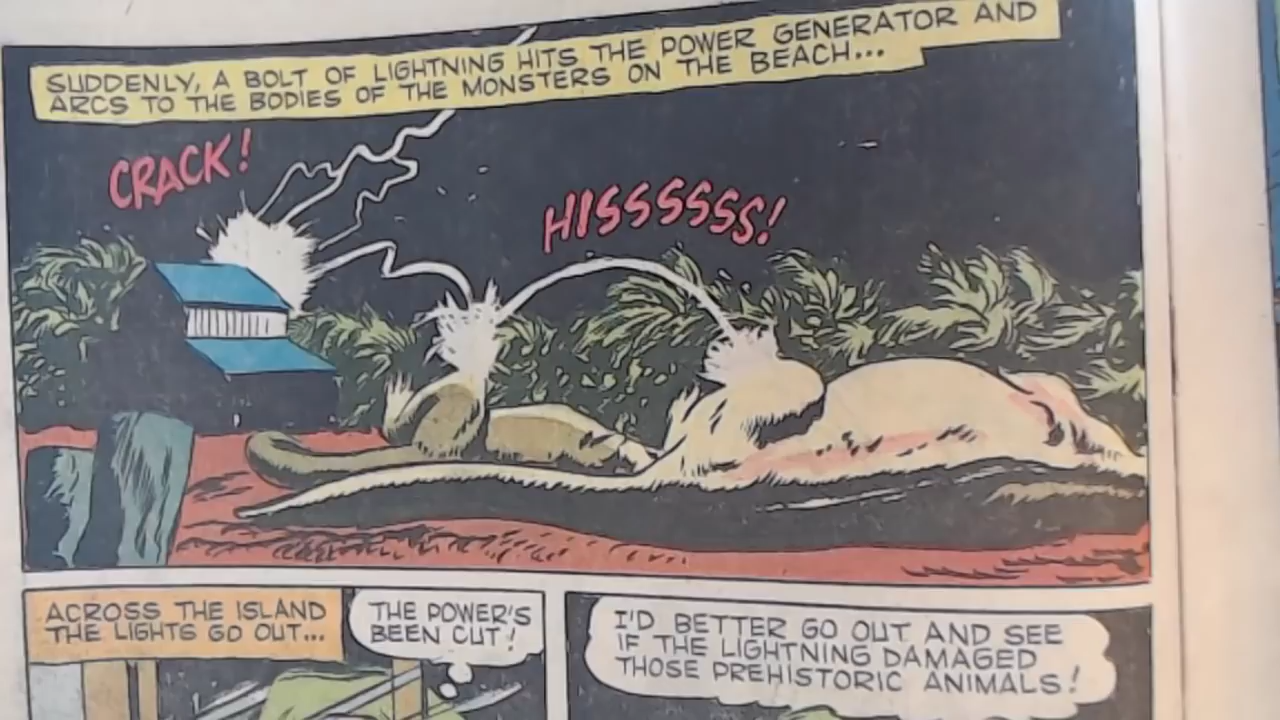 SUDDENLY, A BOLT OF LIGHTNING HITS THE POWER GENERATOR AND
ARCS TO THE BODIES OF THE MONSTERS ON THE BEACH...
CRACK!
HISSSSSS!
ACROSS THE ISLAND
THE LIGHTS GO OUT...
THE POWER'S
BEEN CUT!
I'D BETTER GO OUT AND SEE
IF THE LIGHTNING DAMAGED
THOSE PREHISTORIC ANIMALS!